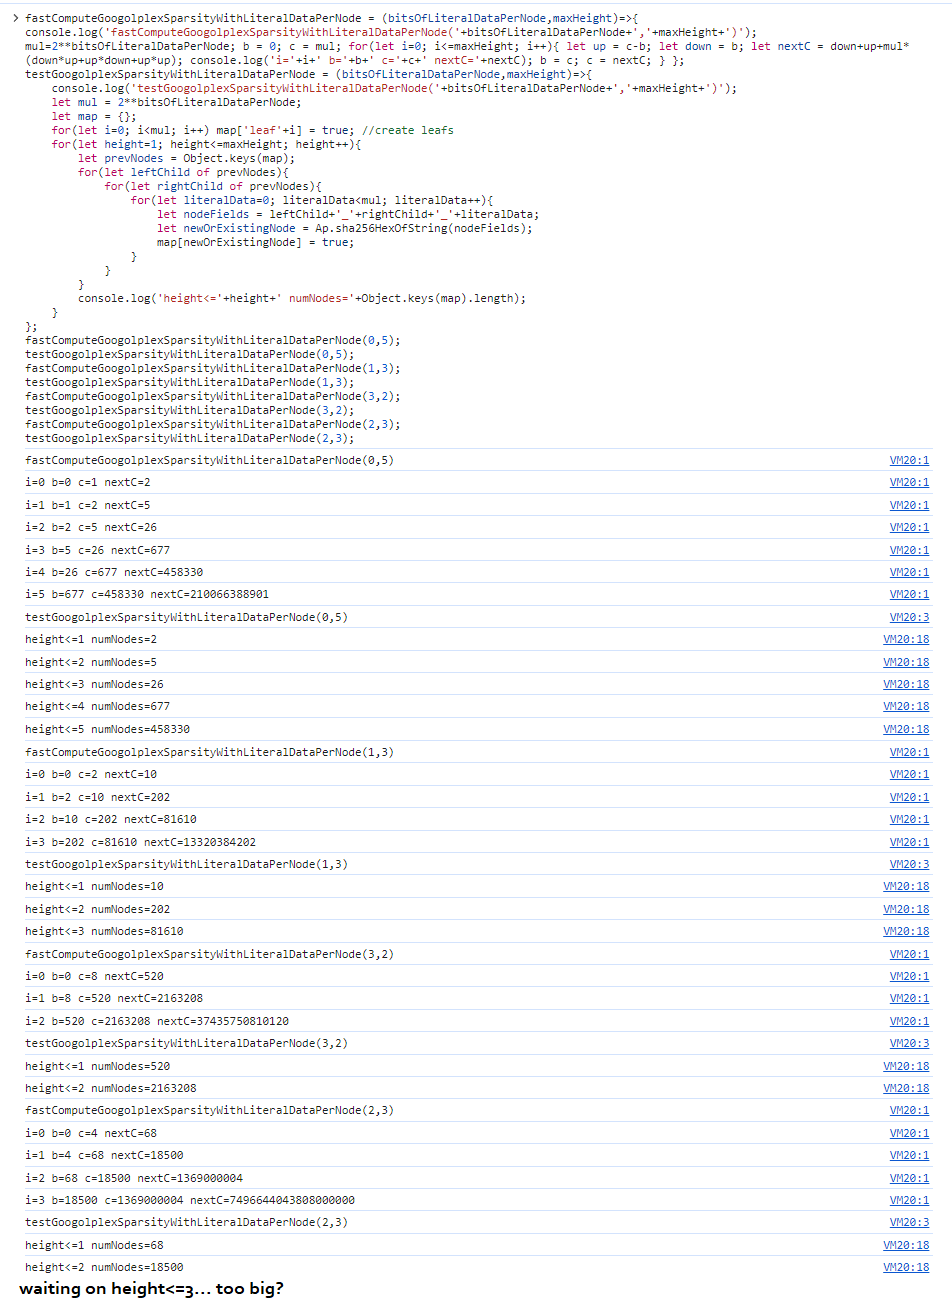 > fastComputeGoogolplexSparsityWithLiteralDataPerNode = (bitsOfLiteralDataPerNode,maxHeight)=>{
console.log('fastComputeGoogolplexSparsityWithLiteralDataPerNode('+bitsOfLiteralDataPerNode+','+maxHeight+')');
mul=2**bitsOfLiteralDataPerNode; b = 0; c = mul; for(let i=0; i<=maxHeight; i++){ let up = c-b; let down = b; let nextC = down+up+mul*
(down*up+up*down+up*up); console.log('i='+i+' b='+b+' c='+c+' nextC='+nextC); b = c; c = nextC; } };
testGoogolplexSparsityWithLiteralDataPerNode = (bitsOfLiteralDataPerNode,maxHeight)=>{
console.log('testGoogolplexSparsityWithLiteralDataPerNode('+bitsOfLiteralDataPerNode+','+maxHeight+')');
let mul = 2**bitsOfLiteralDataPerNode;
let map = {};
for(let i=0; i<mul; i++) map['leaf'+i] = true; //create leafs
for(let height=1; height<=maxHeight; height++){
let prevNodes = Object.keys(map);
for(let leftChild of prevNodes){
for(let rightChild of prevNodes){
for(let literalData=0; literalData<mul; literalData++){
let nodeFields = leftChild+'_'+rightChild+'_'+literalData;
let newOrExistingNode = Ap.sha256HexOfString(nodeFields);
map[newOrExistingNode] = true;
}
}
}
console.log('height<='+height+' numNodes='+Object.keys(map).length);
}
};
fastComputeGoogolplexSparsityWithLiteralDataPerNode(0,5);
testGoogolplexSparsityWithLiteralDataPerNode(0,5);
fastComputeGoogolplexSparsityWithLiteralDataPerNode(1,3);
testGoogolplexSparsityWithLiteralDataPerNode(1,3);
fastComputeGoogolplexSparsityWithLiteralDataPerNode(3,2);
testGoogolplexSparsityWithLiteralDataPerNode(3,2);
fastComputeGoogolplexSparsityWithLiteralDataPerNode(2,3);
testGoogolplexSparsityWithLiteralDataPerNode(2,3);
fastComputeGoogolplexSparsityWithLiteralDataPerNode(0,5) VM20:1
i=0 b=0 c=1 nextC=2 VM20:1
i=1 b=1 c=2 nextC=5 VM20:1
i=2 b=2 c=5 nextC=26 VM20:1
i=3 b=5 c=26 nextC=677 VM20:1
i=4 b=26 c=677 nextC=458330 VM20:1
i=5 b=677 c=458330 nextC=210066388901 VM20:1
testGoogolplexSparsityWithLiteralDataPerNode(0,5) VM20:3
height<=1 numNodes=2 VM20:18
height<=2 numNodes=5 VM20:18
height<=3 numNodes=26 VM20:18
height<=4 numNodes=677 VM20:18
height<=5 numNodes=458330 VM20:18
fastComputeGoogolplexSparsityWithLiteralDataPerNode(1,3) VM20:1
i=0 b=0 c=2 nextC=10 VM20:1
i=1 b=2 c=10 nextC=202 VM20:1
i=2 b=10 c=202 nextC=81610 VM20:1
i=3 b=202 c=81610 nextC=13320384202 VM20:1
testGoogolplexSparsityWithLiteralDataPerNode(1,3) VM20:3
height<=1 numNodes=10 VM20:18
height<=2 numNodes=202 VM20:18
height<=3 numNodes=81610 VM20:18
fastComputeGoogolplexSparsityWithLiteralDataPerNode(3,2) VM20:1
i=0 b=0 c=8 nextC=520 VM20:1
i=1 b=8 c=520 nextC=2163208 VM20:1
i=2 b=520 c=2163208 nextC=37435750810120 VM20:1
testGoogolplexSparsityWithLiteralDataPerNode(3,2) VM20:3
height<=1 numNodes=520 VM20:18
height<=2 numNodes=2163208 VM20:18
fastComputeGoogolplexSparsityWithLiteralDataPerNode(2,3) VM20:1
i=0 b=0 c=4 nextC=68 VM20:1
i=1 b=4 c=68 nextC=18500 VM20:1
i=2 b=68 c=18500 nextC=1369000004 VM20:1
i=3 b=18500 c=1369000004 nextC=7496644043808000000 VM20:1
testGoogolplexSparsityWithLiteralDataPerNode(2,3) VM20:3
height<=1 numNodes=68 VM20:18
height<=2 numNodes=18500 VM20:18
waiting on height<=3... too big?